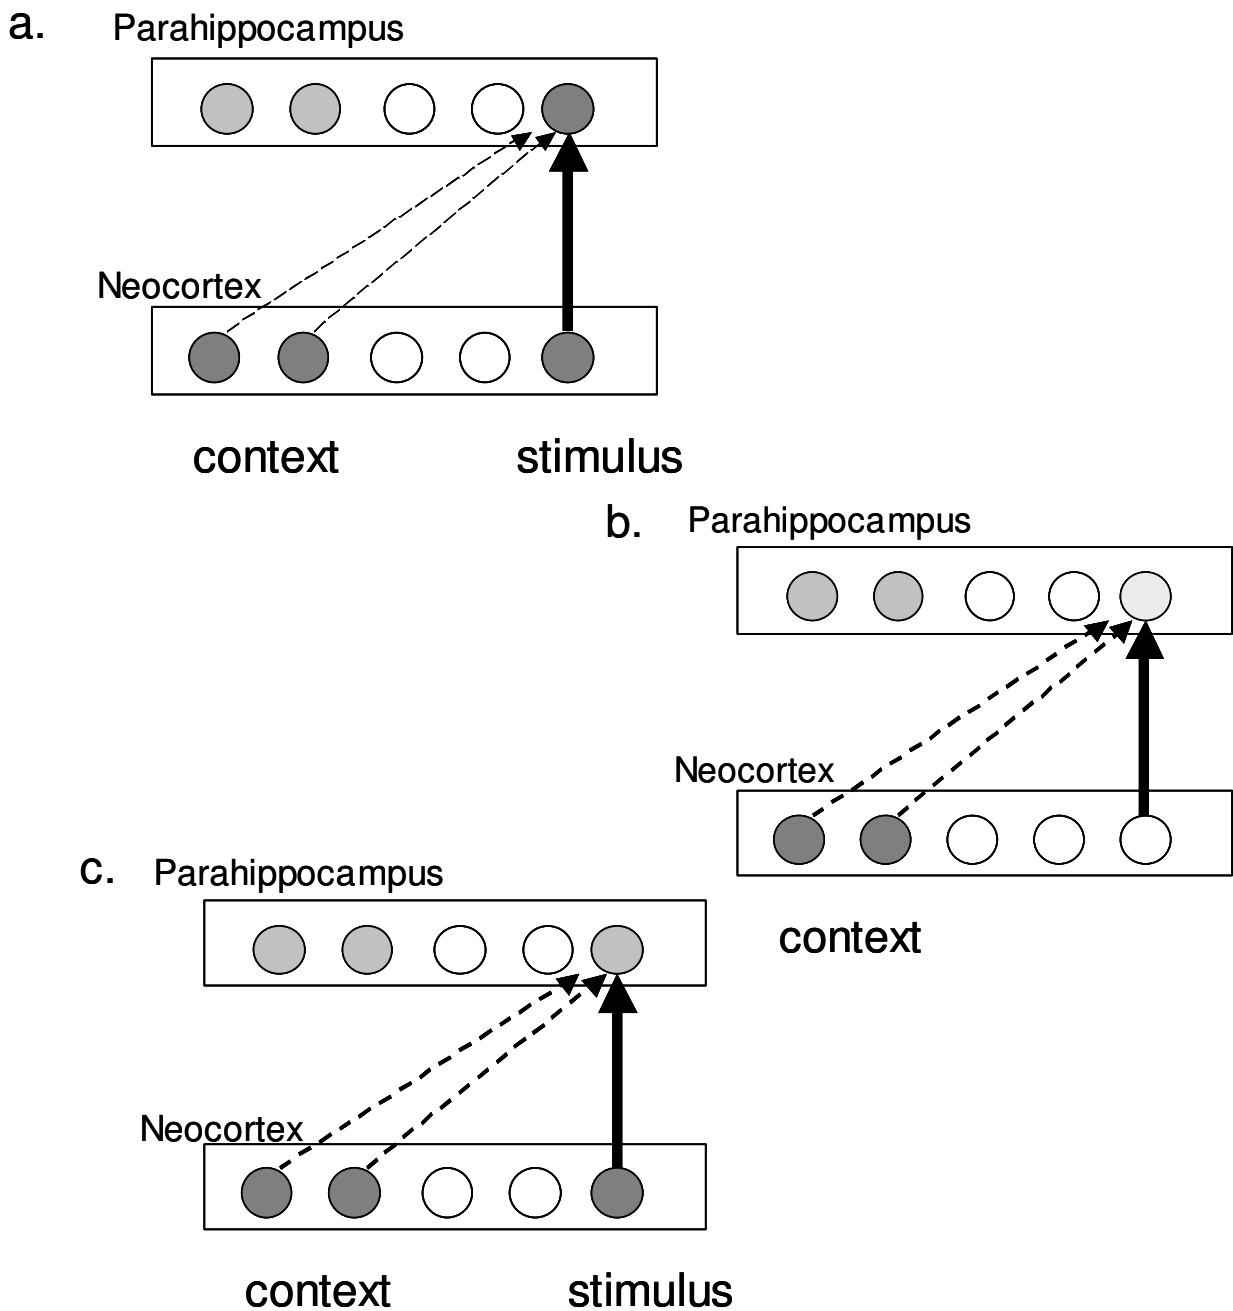 a. Parahippocampus
Neocortex
context stimulus
b. Parahippocampus
Neocortex
context
c. Parahippocampus
Neocortex
context stimulus